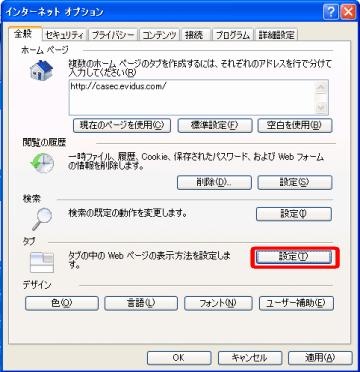 インターネット オプション
全般 セキュリティ プライバシー コンテンツ 接続 プログラム 詳細設定
ホーム ページ
複数のホーム ページのタブを作成するには、それぞれのアドレスを行で分けて
入力してください(R)
http://casec.evidus.com/
現在のページを使用(C) 標準設定(F) 空白を使用(B)
閲覧の履歴
一時ファイル、履歴、Cookie、保存されたパスワード、および Web フォーム
の情報を削除します。
削除(D)... 設定(S)
検索
検索の既定の動作を変更します。
設定(I)
タブ
タブの中の Web ページの表示方法を設定しま
す。
設定(T)
デザイン
色(O) 言語(L) フォント(N) ユーザー補助(E)
OK キャンセル 適用(A)